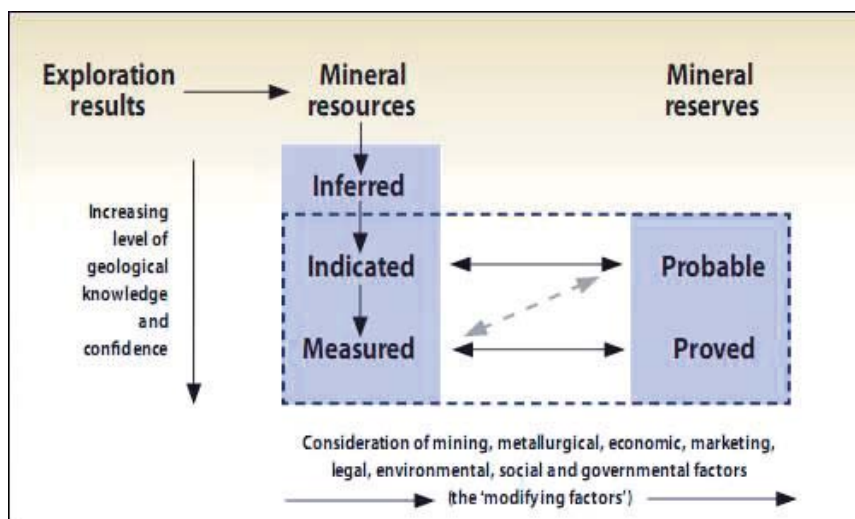 Exploration
results
Mineral
resources
Mineral
reserves
Increasing
level of
geological
knowledge
and
confidence
Inferred
Indicated
Measured
Probable
Proved
Consideration of mining, metallurgical, economic, marketing,
legal, environmental, social and governmental factors
(the ‘modifying factors’)